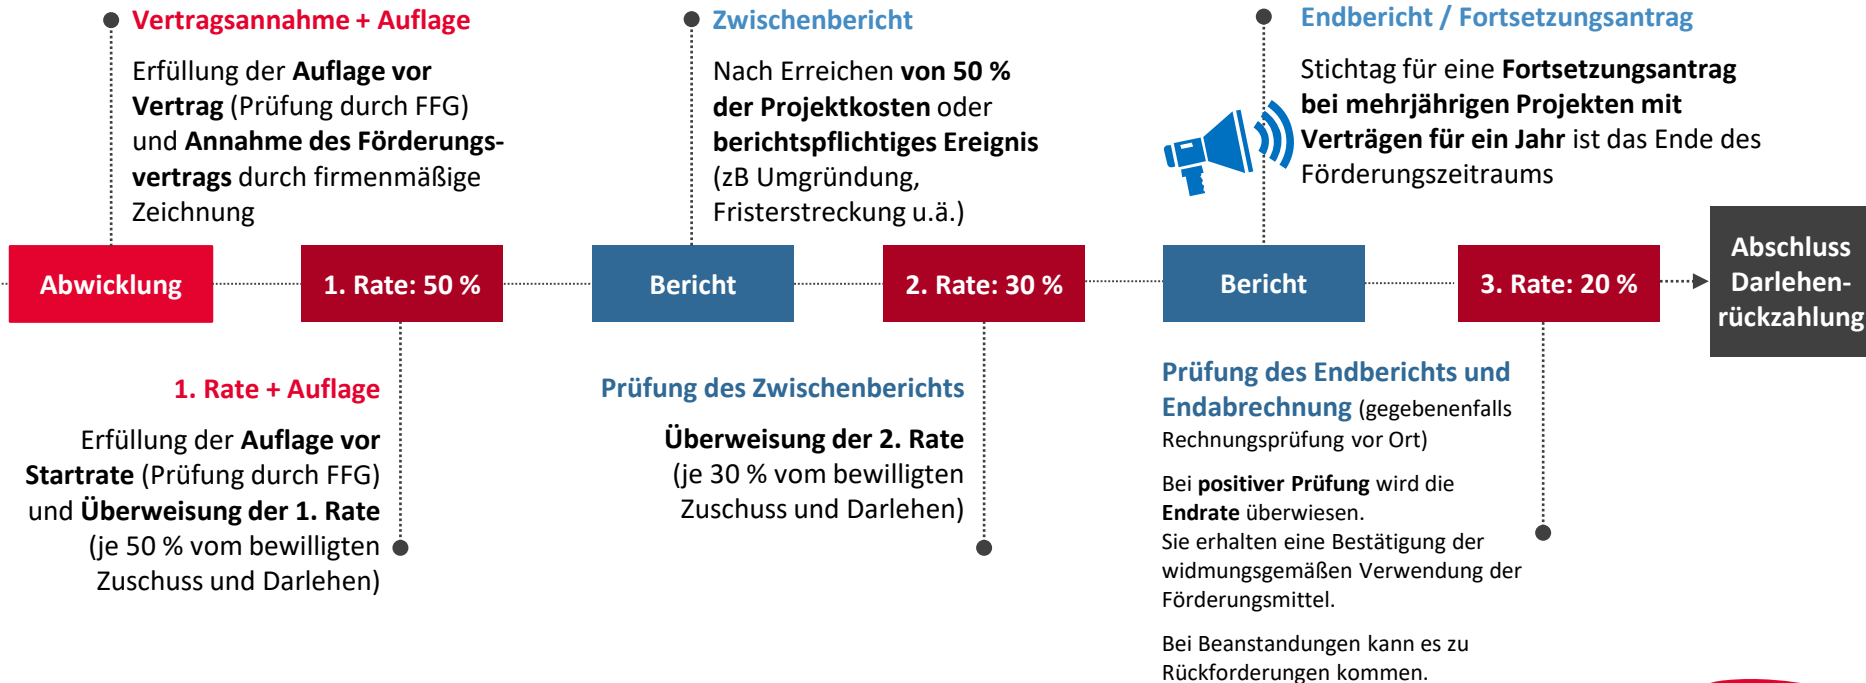 Vertragsannahme + Auflage
Erfüllung der Auflage vor
Vertrag (Prüfung durch FFG)
und Annahme des Förderungs-
vertrags durch firmenmäßige
Zeichnung
Zwischenbericht
Nach Erreichen von 50 %
der Projektkosten oder
berichtspflichtiges Ereignis
(zB Umgründung,
Fristerstreckung u.ä.)
Endbericht / Fortsetzungsantrag
Stichtag für eine Fortsetzungsantrag
bei mehrjährigen Projekten mit
Verträgen für ein Jahr ist das Ende des
Förderungszeitraums
Abwicklung
1. Rate: 50 %
Bericht
2. Rate: 30 %
Bericht
3. Rate: 20 %
Abschluss
Darlehen-
rückzahlung
1. Rate + Auflage
Erfüllung der Auflage vor
Startrate (Prüfung durch FFG)
und Überweisung der 1. Rate
(je 50 % vom bewilligten
Zuschuss und Darlehen)
Prüfung des Zwischenberichts
Überweisung der 2. Rate
(je 30 % vom bewilligten
Zuschuss und Darlehen)
Prüfung des Endberichts und
Endabrechnung (gegebenenfalls
Rechnungsprüfung vor Ort)
Bei positiver Prüfung wird die
Endrate überwiesen.
Sie erhalten eine Bestätigung der
widmungsgemäßen Verwendung der
Förderungsmittel.
Bei Beanstandungen kann es zu
Rückforderungen kommen.